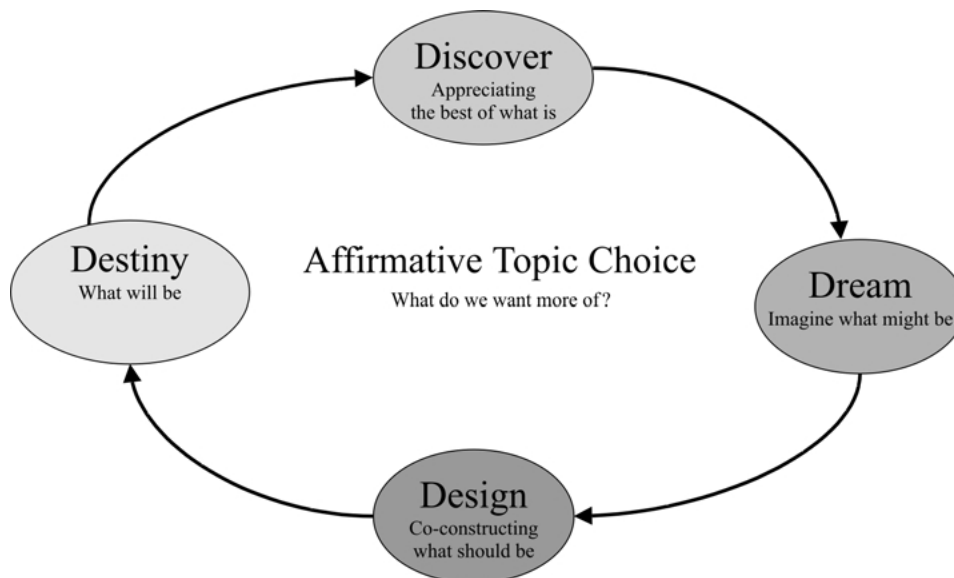 Discover
Appreciating
the best of what is
Destiny
What will be
Affirmative Topic Choice
What do we want more of?
Dream
Imagine what might be
Design
Co-constructing
what should be